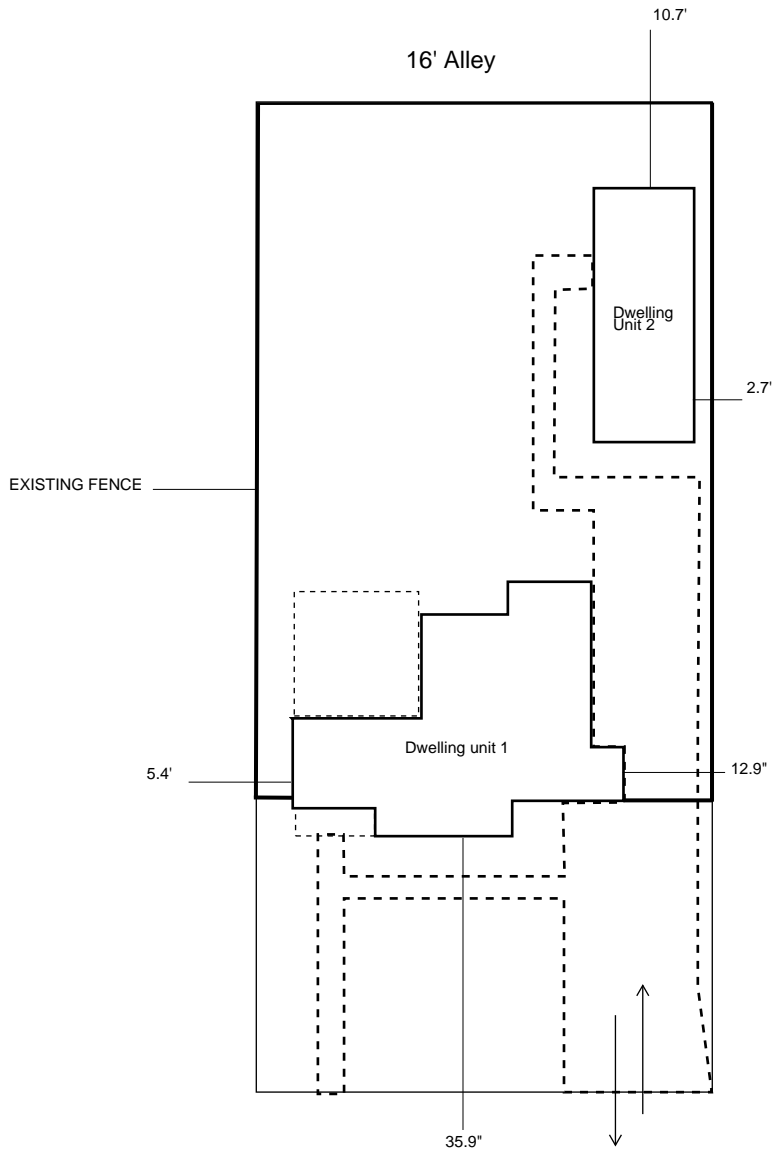 10.7'
16' Alley
Dwelling
Unit 2
2.7'
EXISTING FENCE
Dwelling unit 1
5.4'
12.9"
35.9"